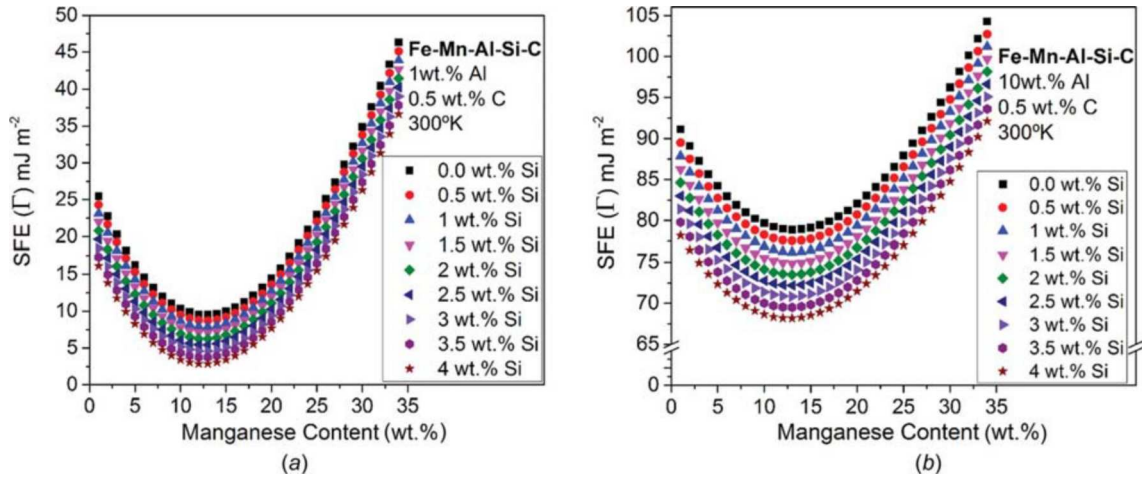 50
45
40
35
30
25
20
15
10
5
0
SFE (Γ) mJ m⁻²
Fe-Mn-Al-Si-C
1wt.% Al
0.5 wt.% C
300ºK
0.0 wt.% Si
0.5 wt.% Si
1 wt.% Si
1.5 wt.% Si
2 wt.% Si
2.5 wt.% Si
3 wt.% Si
3.5 wt.% Si
4 wt.% Si
0 5 10 15 20 25 30 35
Manganese Content (wt.%)
(a)
105
100
95
90
85
80
75
70
65
0
SFE (Γ) mJ m⁻²
Fe-Mn-Al-Si-C
10wt.% Al
0.5 wt.% C
300ºK
0.0 wt.% Si
0.5 wt.% Si
1 wt.% Si
1.5 wt.% Si
2 wt.% Si
2.5 wt.% Si
3 wt.% Si
3.5 wt.% Si
4 wt.% Si
0 5 10 15 20 25 30 35
Manganese Content (wt.%)
(b)